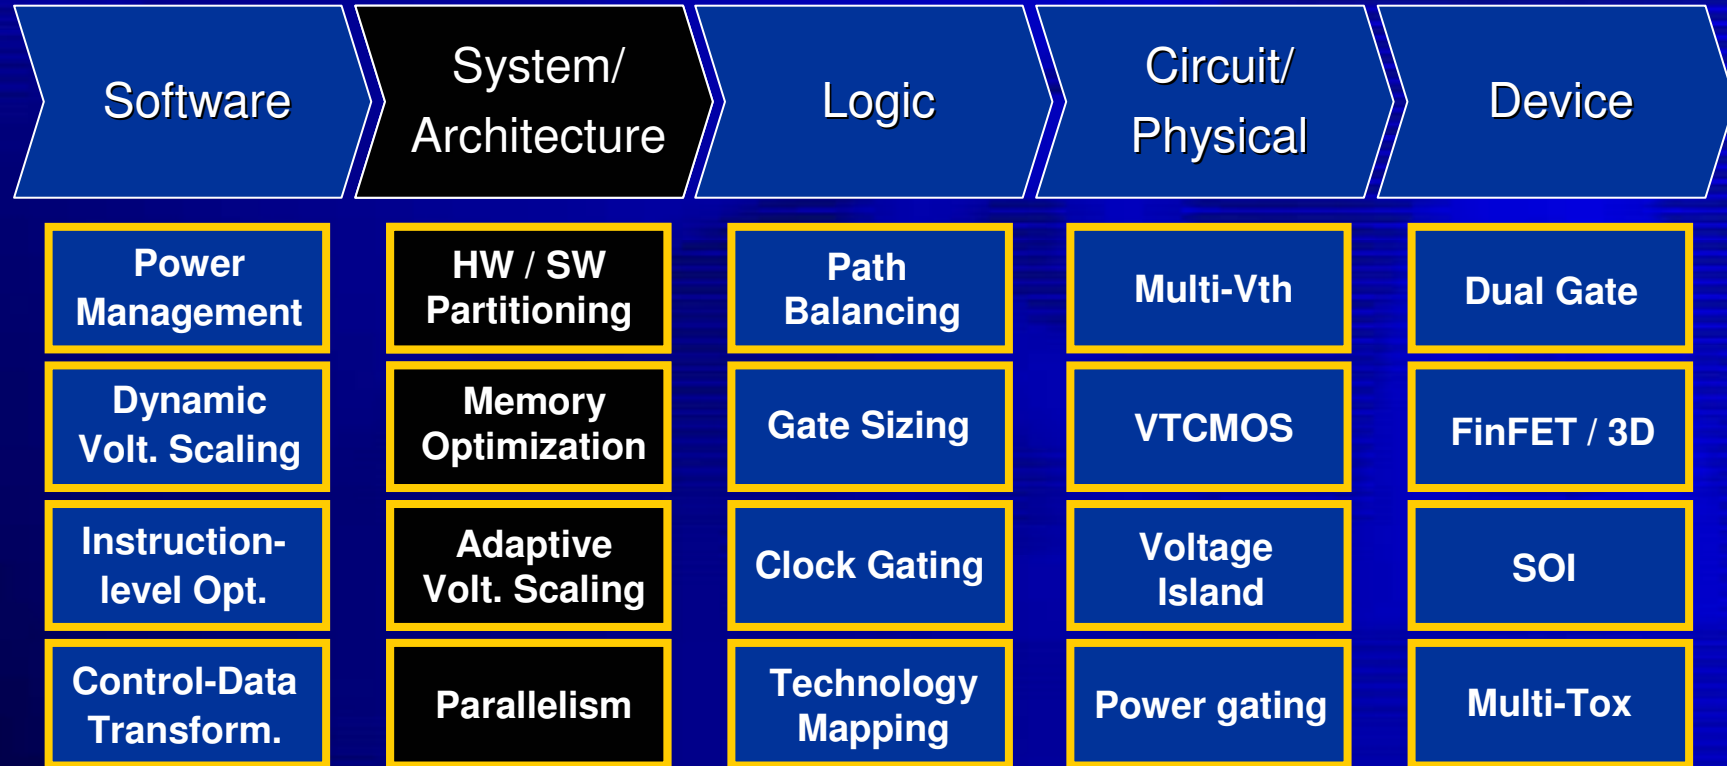 Software
System/
Architecture
Logic
Circuit/
Physical
Device
Power
Management
HW / SW
Partitioning
Path
Balancing
Multi-Vth
Dual Gate
Dynamic
Volt. Scaling
Memory
Optimization
Gate Sizing
VTCMOS
FinFET / 3D
Instruction-
level Opt.
Adaptive
Volt. Scaling
Clock Gating
Voltage
Island
SOI
Control-Data
Transform.
Parallelism
Technology
Mapping
Power gating
Multi-Tox